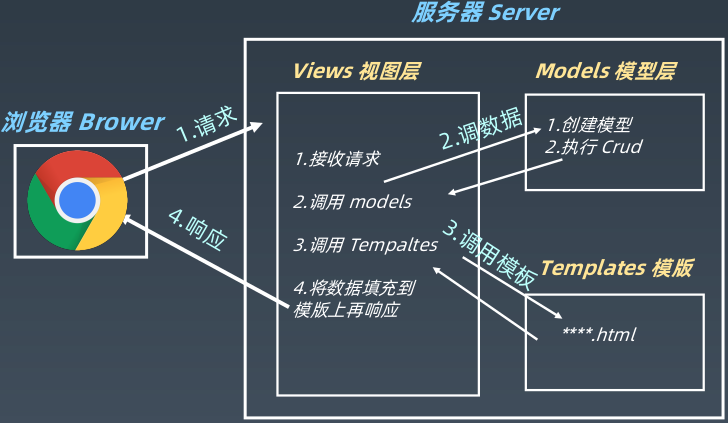 服务器 Server
Views 视图层
Models 模型层
浏览器 Brower
1.请求
2.调数据
1.创建模型
2.执行 Crud
1.接收请求
2.调用 models
4.响应
3.调用 Tempaltes
3.调用模板
Templates 模版
4.将数据填充到
模版上再响应
****.html